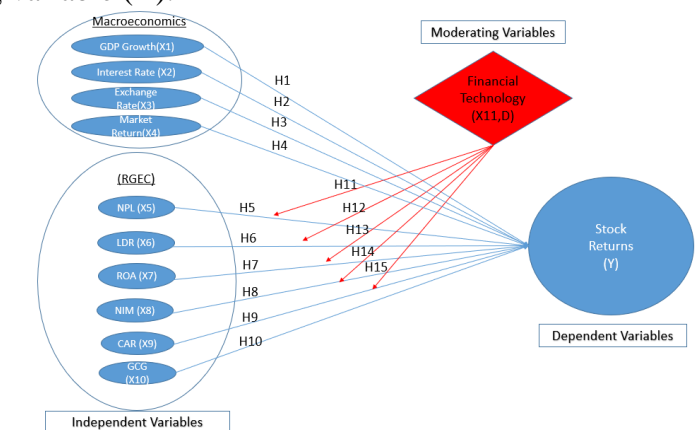 Macroeconomics
GDP Growth(X1)
Interest Rate (X2)
Exchange
Rate(X3)
Market
Return(X4)
Moderating Variables
Financial
Technology
(X11,D)
H1
H2
H3
H4
(RGEC)
NPL (X5)
LDR (X6)
ROA (X7)
NIM (X8)
CAR (X9)
GCG
(X10)
H5
H6
H7
H8
H9
H10
H11
H12
H13
H14
H15
Stock
Returns
(Y)
Dependent Variables
Independent Variables